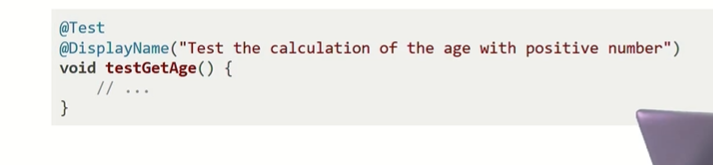 @Test
@DisplayName("Test the calculation of the age with positive number")
void testGetAge() {
    // ...
}